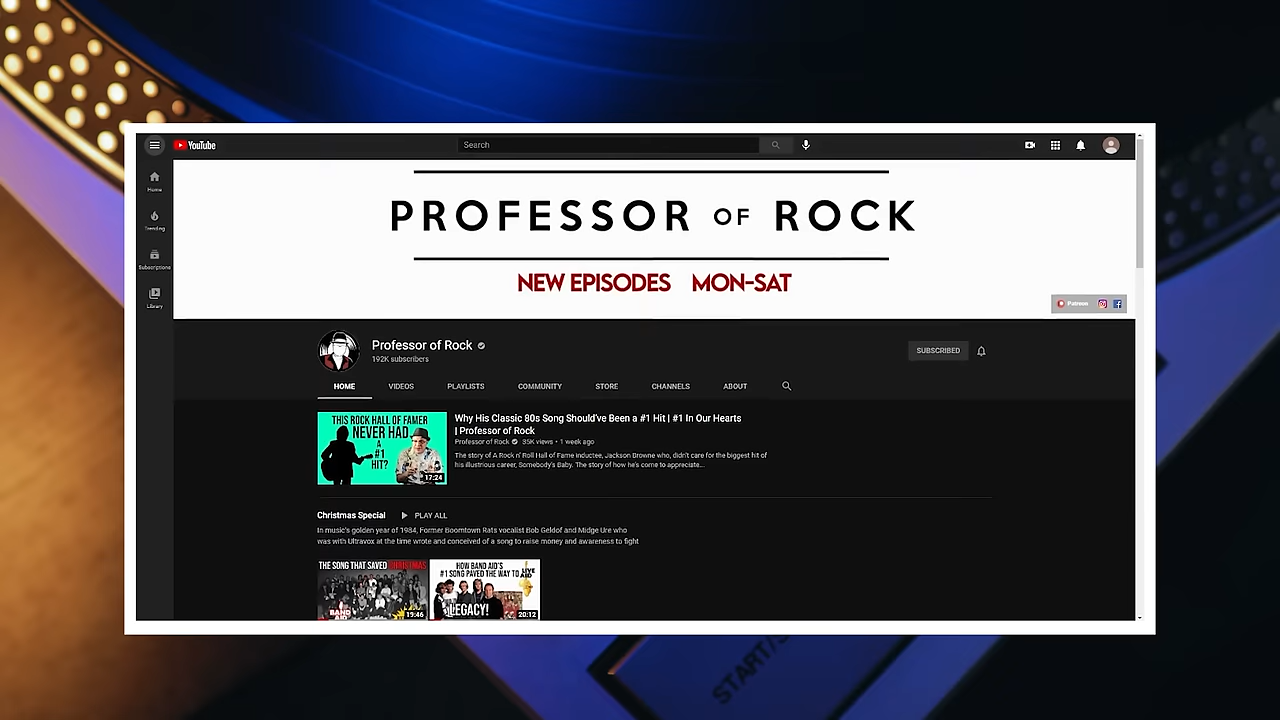 YouTube
Search
Home
Trending
Subscriptions
Library
PROFESSOR OF ROCK
NEW EPISODES MON-SAT
Patreon
Professor of Rock
192K subscribers
SUBSCRIBED
HOME VIDEOS PLAYLISTS COMMUNITY STORE CHANNELS ABOUT
THIS ROCK HALL OF FAMER
NEVER HAD
A
#1
HIT?
17:24
Why His Classic 80s Song Should've Been a #1 Hit | #1 In Our Hearts
| Professor of Rock
Professor of Rock 35K views • 1 week ago
The story of A Rock n' Roll Hall of Fame inductee, Jackson Browne who, didn't care for the biggest hit of
his illustrious career, Somebody's Baby. The story of how he's come to appreciate...
Christmas Special PLAY ALL
In music's golden year of 1984, Former Boomtown Rats vocalist Bob Geldof and Midge Ure who
was with Ultravox at the time wrote and conceived of a song to raise money and awareness to fight
THE SONG THAT SAVED CHRISTMAS
BAND
AID
19:46
HOW BAND AID'S
#1 SONG PAVED THE WAY TO LIVE
AID
LEGACY!
20:12
START/S